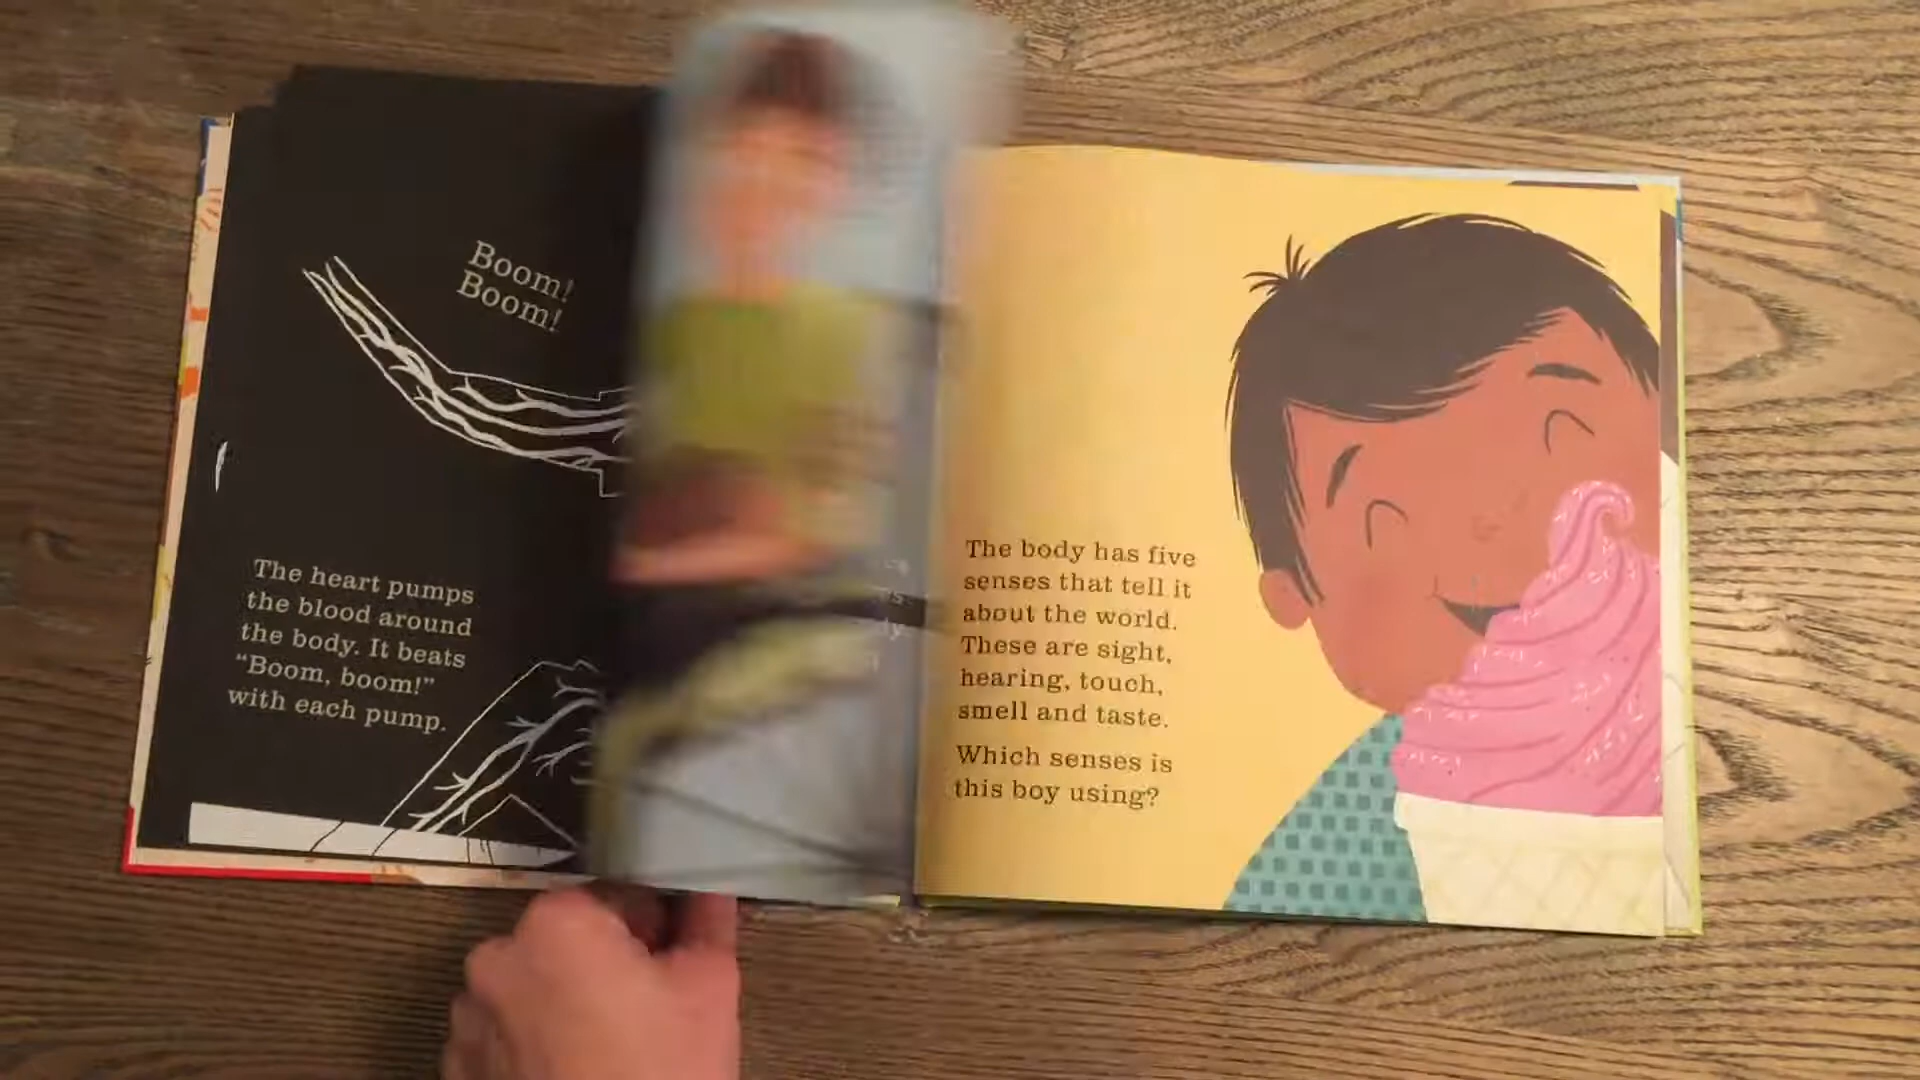 Boom!
Boom!
The heart pumps
the blood around
the body. It beats
“Boom, boom!”
with each pump.
The body has five
senses that tell it
about the world.
These are sight,
hearing, touch,
smell and taste.
Which senses is
this boy using?